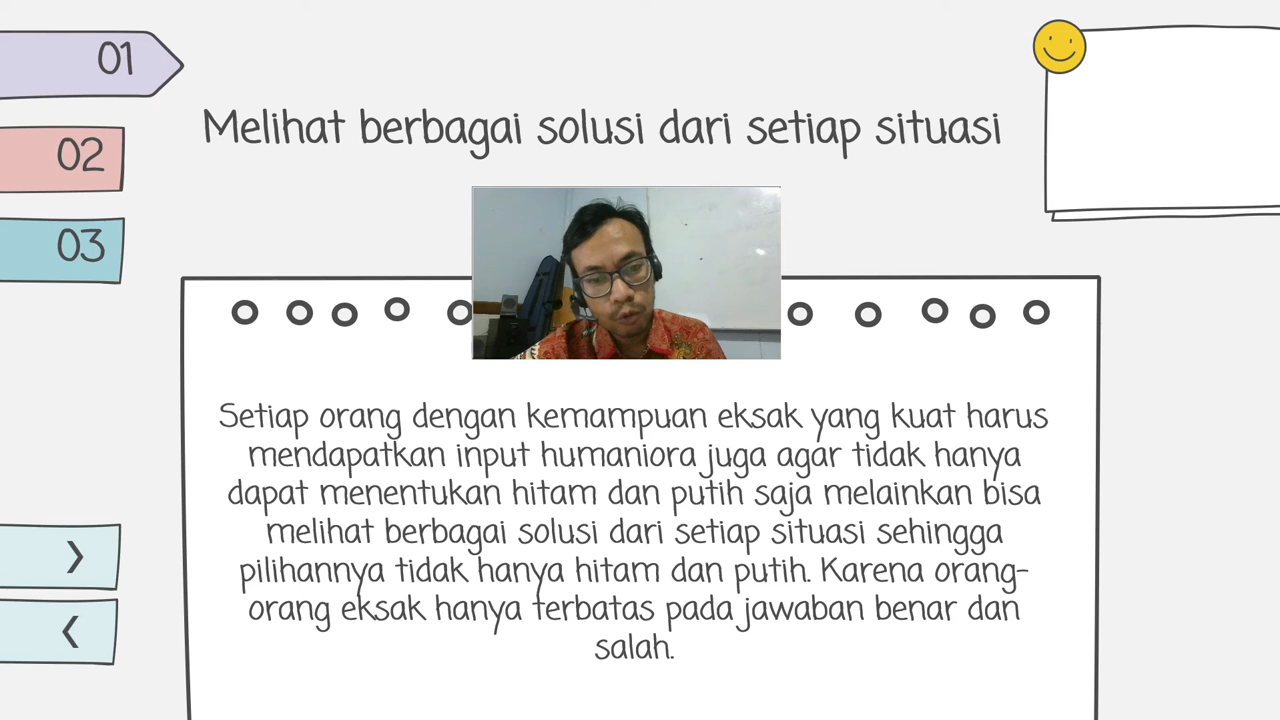 01
02
03
Melihat berbagai solusi dari setiap situasi
Setiap orang dengan kemampuan eksak yang kuat harus
mendapatkan input humaniora juga agar tidak hanya
dapat menentukan hitam dan putih saja melainkan bisa
melihat berbagai solusi dari setiap situasi sehingga
pilihannya tidak hanya hitam dan putih. Karena orang-
orang eksak hanya terbatas pada jawaban benar dan
salah.